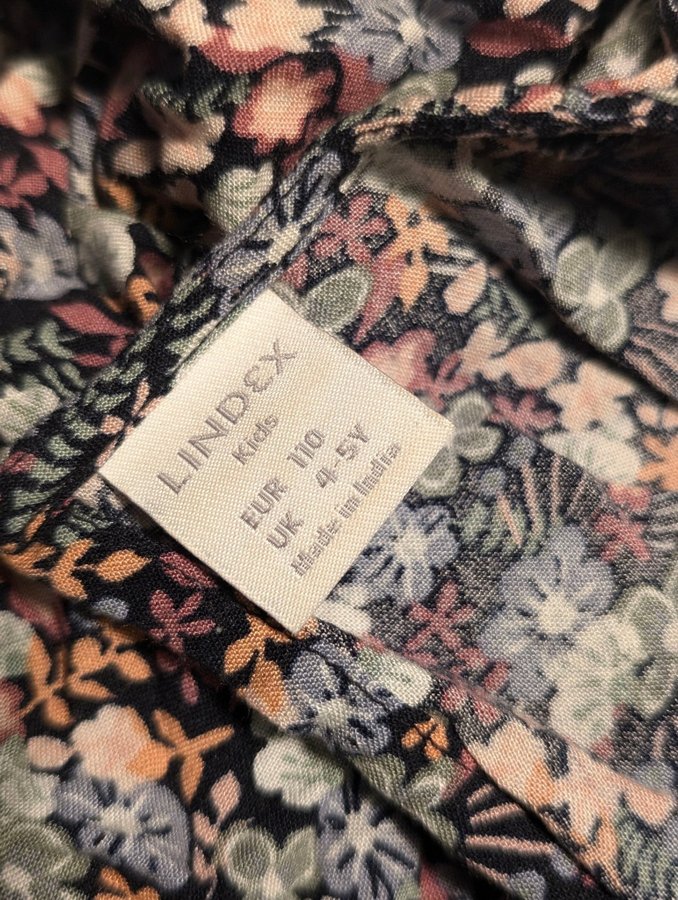 LINDEX
Kids
EUR 110
UK 4-5Y
Made in India